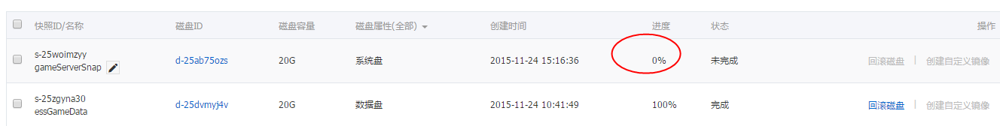 快照ID/名称 磁盘ID 磁盘容量 磁盘属性(全部) 创建时间 进度 状态 操作
s-25woimzyy
gameServerSnap d-25ab75ozs 20G 系统盘 2015-11-24 15:16:36 0% 未完成 回滚磁盘 | 创建自定义镜像
s-25zgyna30
essGameData d-25dvmyj4v 20G 数据盘 2015-11-24 10:41:49 100% 完成 回滚磁盘 | 创建自定义镜像